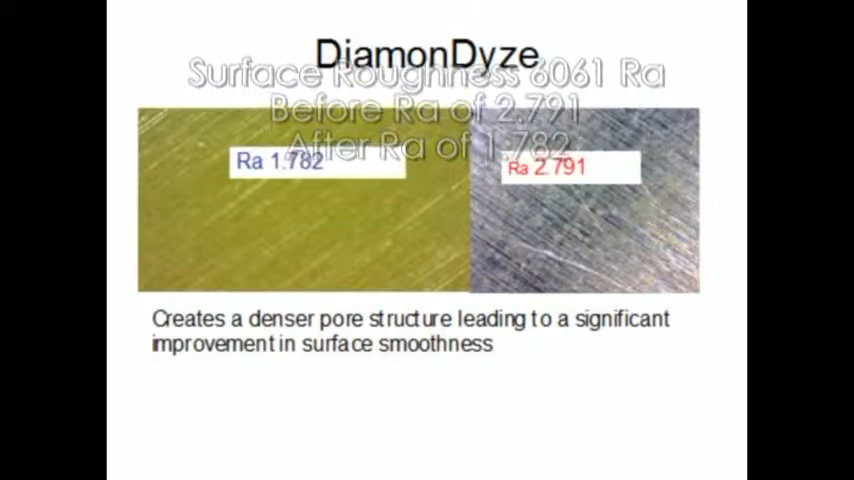 DiamonDyze
Surface Roughness 6061 Ra
Before Ra of 2.791
After Ra of 1.782
Ra 1.782
Ra 2.791
Creates a denser pore structure leading to a significant
improvement in surface smoothness